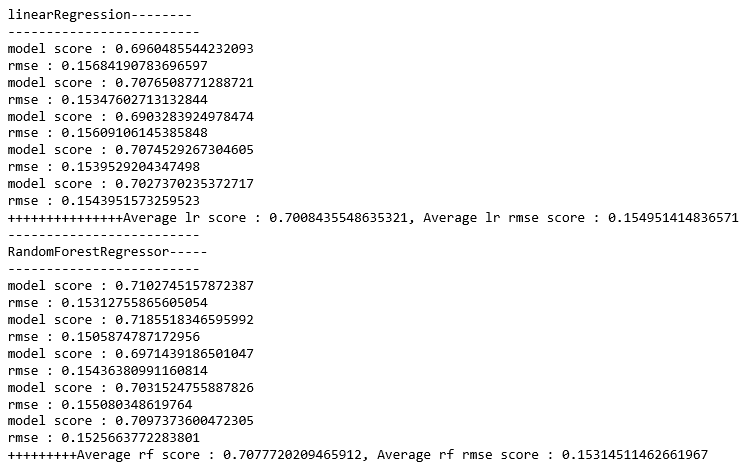 linearRegression--------
-------------------------
model score : 0.6960485544232093
rmse : 0.15684190783696597
model score : 0.7076508771288721
rmse : 0.15347602713132844
model score : 0.6903283924978474
rmse : 0.15609106145385848
model score : 0.7074529267304605
rmse : 0.1539529204347498
model score : 0.7027370235372717
rmse : 0.1543951573259523
+++++++++++++++Average lr score : 0.7008435548635321, Average lr rmse score : 0.154951414836571
-------------------------
RandomForestRegressor-----
-------------------------
model score : 0.7102745157872387
rmse : 0.15312755865605054
model score : 0.7185518346595992
rmse : 0.1505874787172956
model score : 0.6971439186501047
rmse : 0.15436380991160814
model score : 0.7031524755887826
rmse : 0.155080348619764
model score : 0.7097373600472305
rmse : 0.1525663772283801
+++++++++Average rf score : 0.7077720209465912, Average rf rmse score : 0.15314511462661967